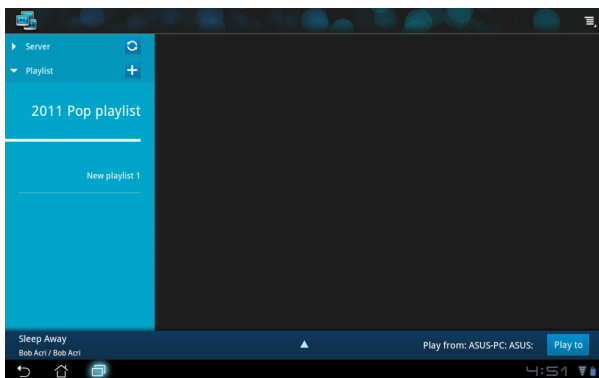 Server
Playlist
2011 Pop playlist
New playlist 1
Sleep Away
Bob Acri / Bob Acri
Play from: ASUS-PC: ASUS:
Play to
4:51